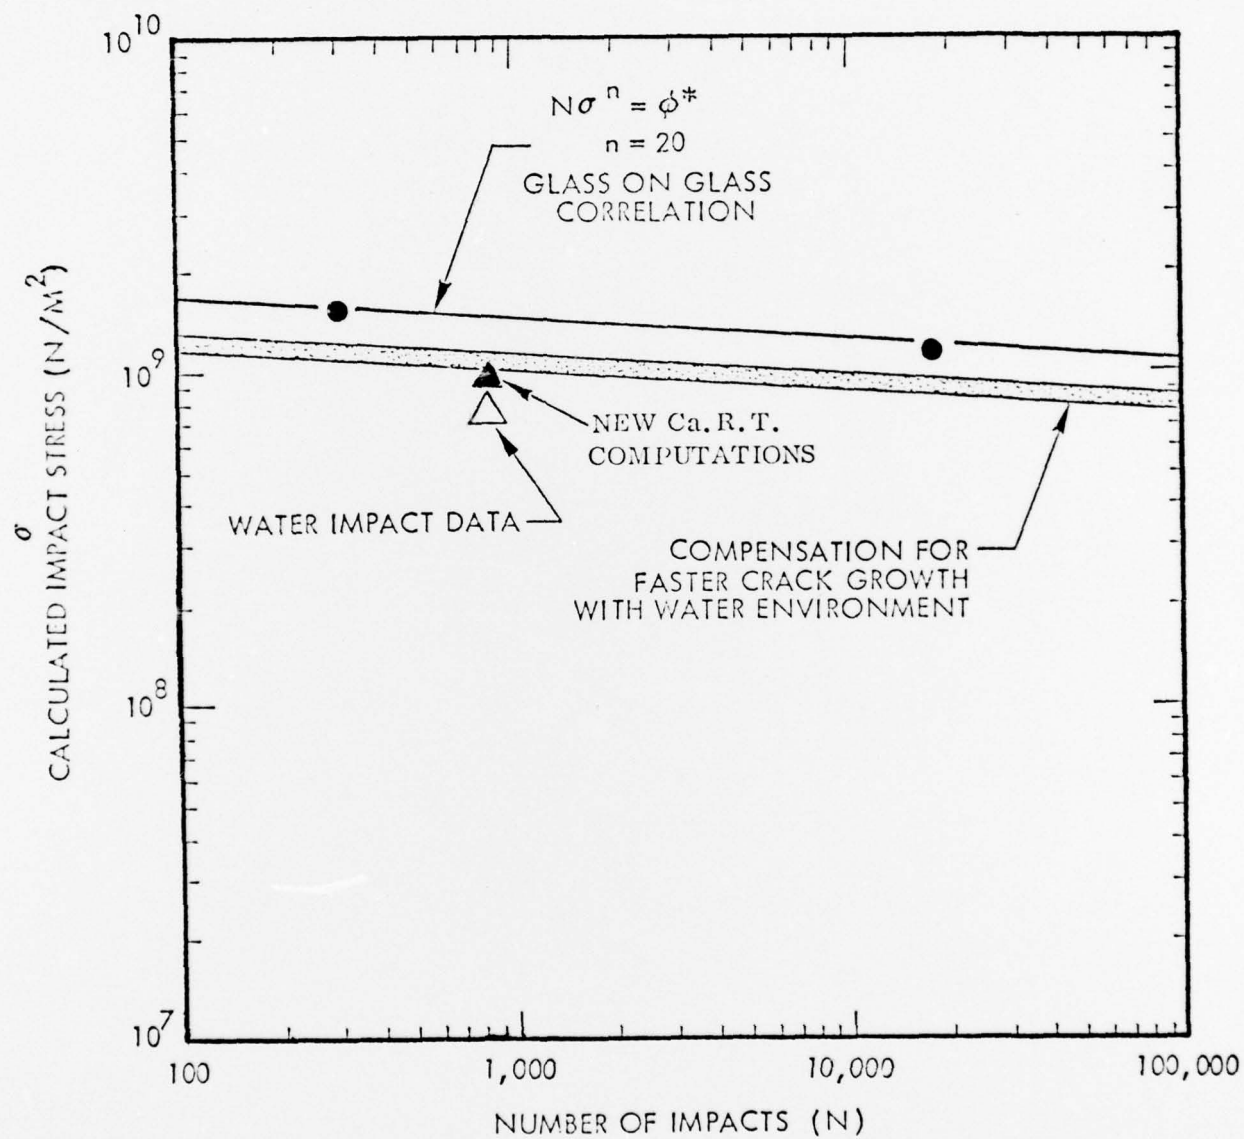 10^10
Nσ^n = ϕ*
n = 20
GLASS ON GLASS
CORRELATION
10^9
NEW Ca.R.T.
COMPUTATIONS
WATER IMPACT DATA
COMPENSATION FOR
FASTER CRACK GROWTH
WITH WATER ENVIRONMENT
σ
CALCULATED IMPACT STRESS (N/M^2)
10^8
10^7
100
1,000
10,000
100,000
NUMBER OF IMPACTS (N)